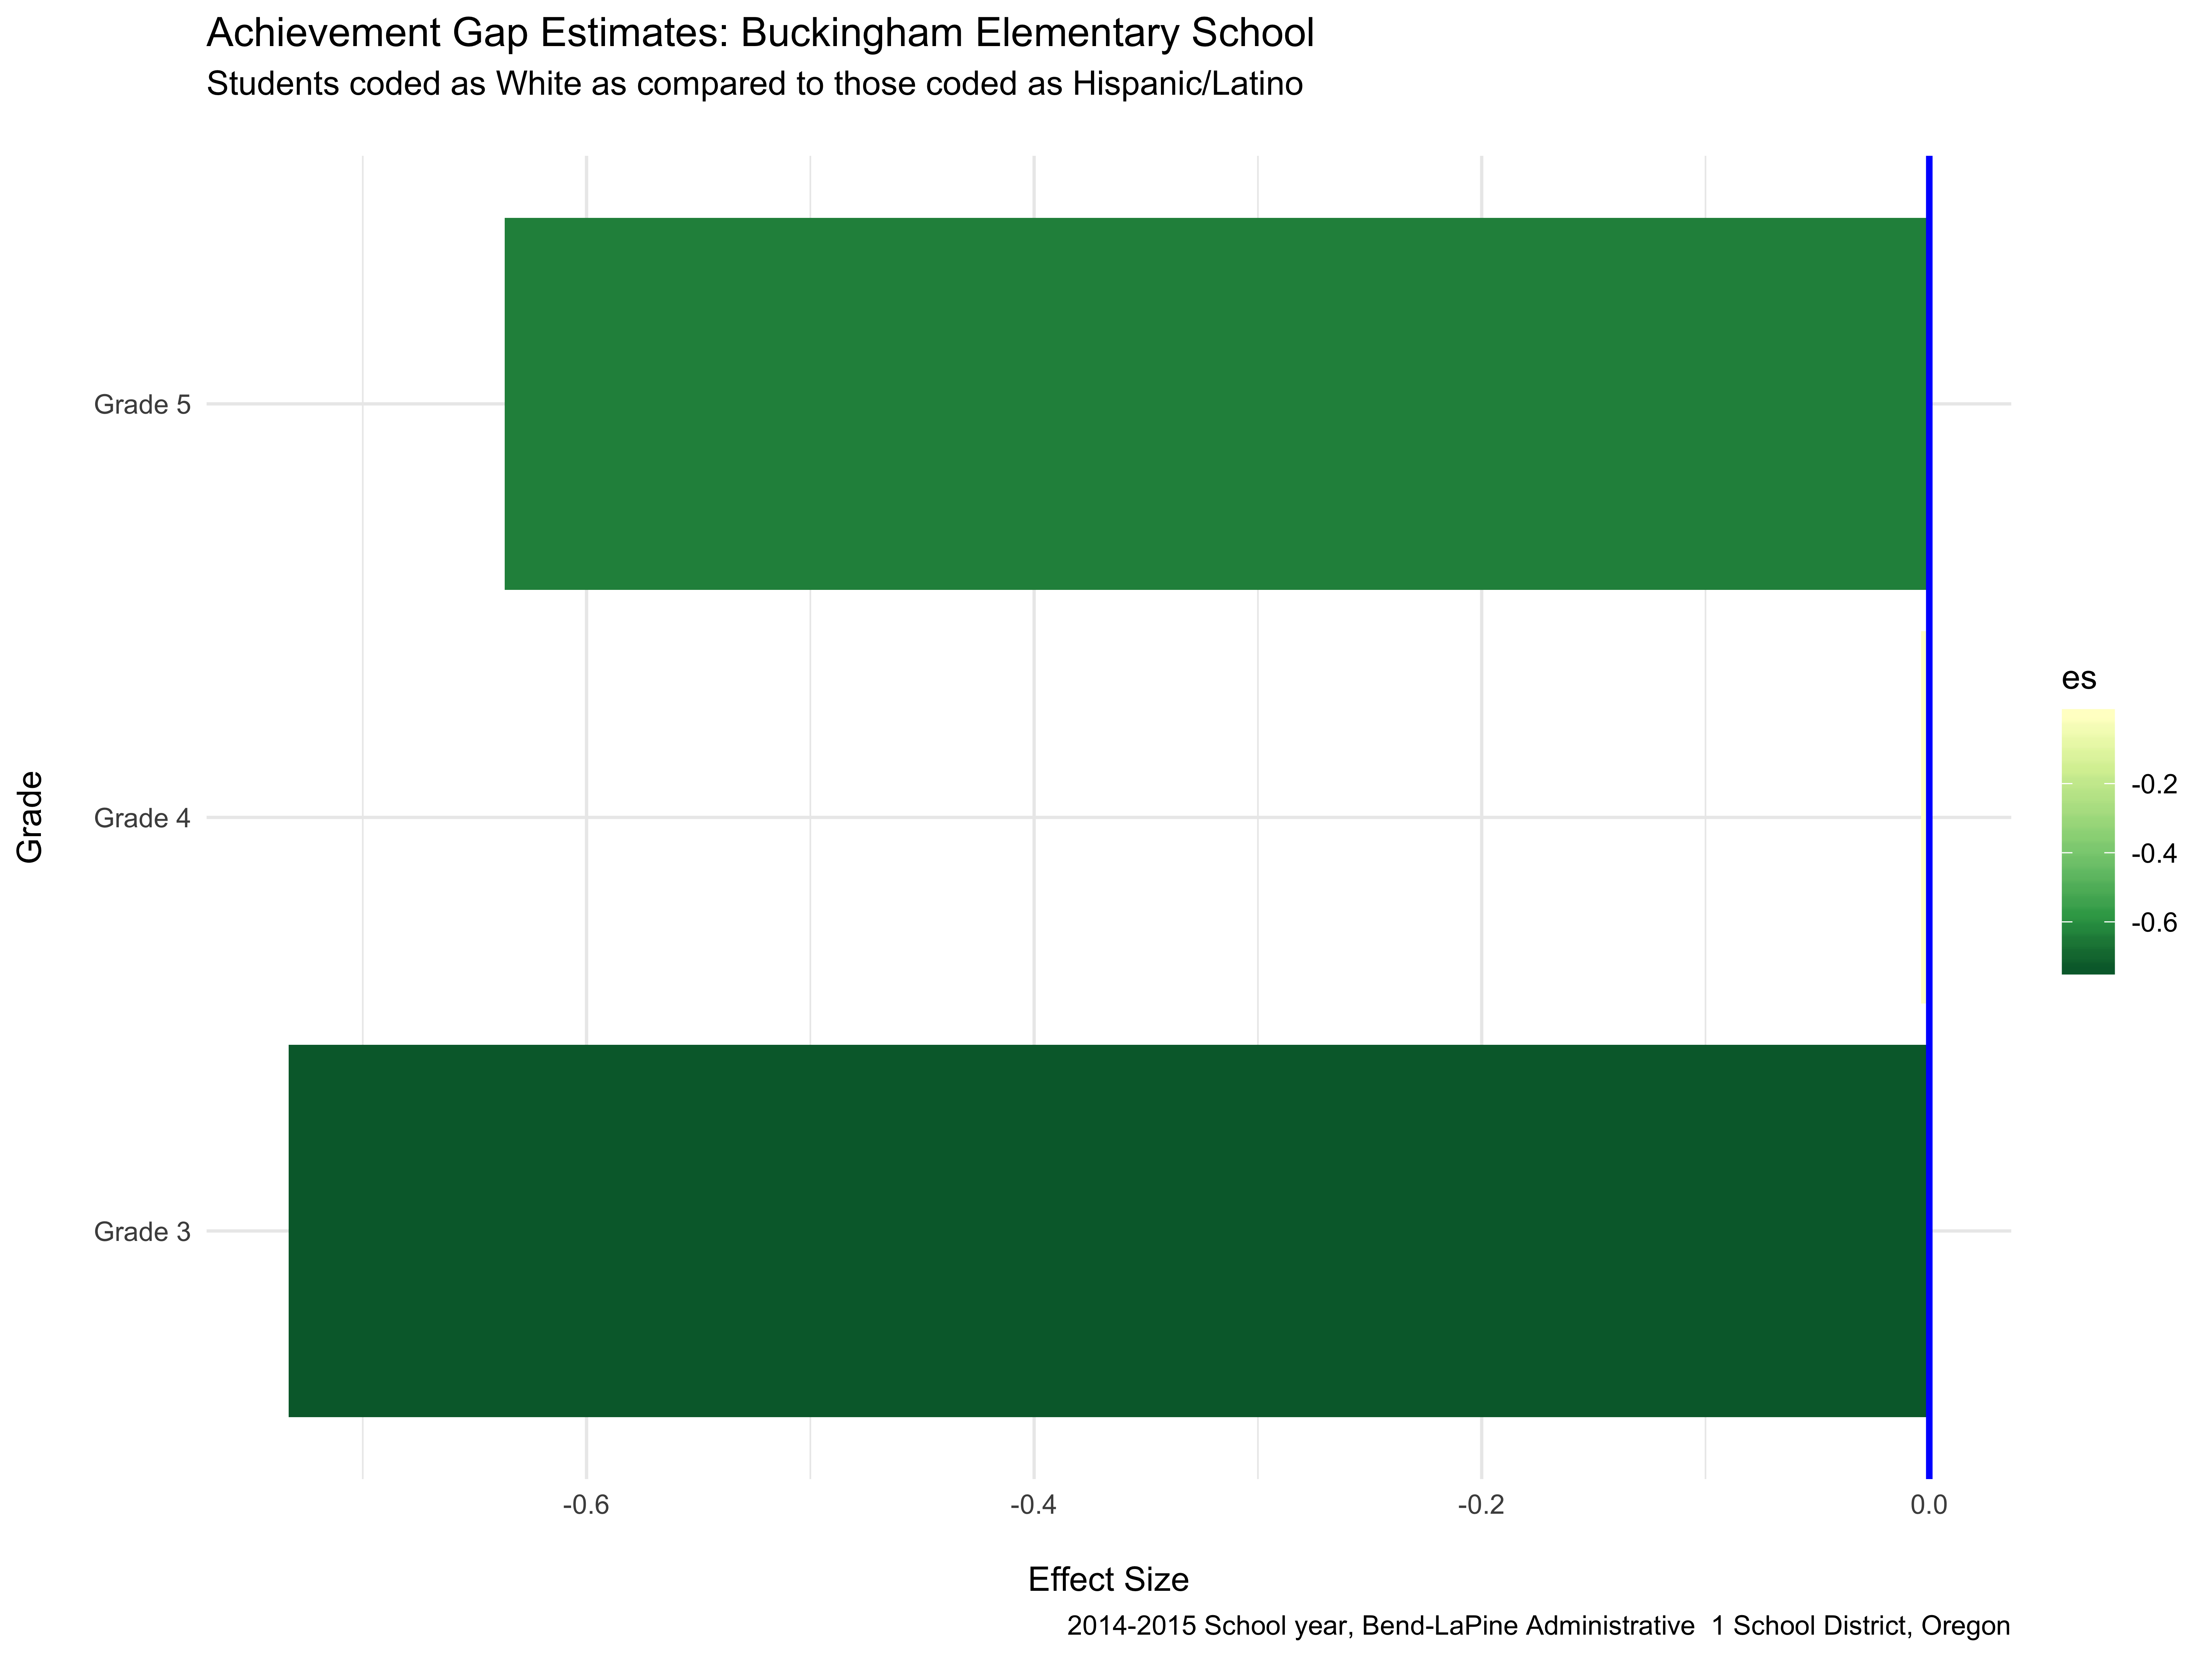 Achievement Gap Estimates: Buckingham Elementary School
Students coded as White as compared to those coded as Hispanic/Latino
Grade
Grade 5
Grade 4
Grade 3
-0.6
-0.4
-0.2
0.0
Effect Size
es
-0.2
-0.4
-0.6
2014-2015 School year, Bend-LaPine Administrative  1 School District, Oregon